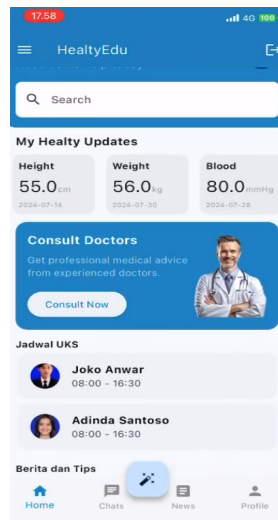 17.58
4G 100
HealtyEdu
Search
My Healty Updates
Height Weight Blood
55.0cm 56.0kg 80.0mmHg
2024-07-14 2024-07-30 2024-07-28
Consult Doctors
Get professional medical advice
from experienced doctors.
Consult Now
Jadwal UKS
Joko Anwar
08:00 - 16:30
Adinda Santoso
08:00 - 16:30
Berita dan Tips
Home Chats News Profile